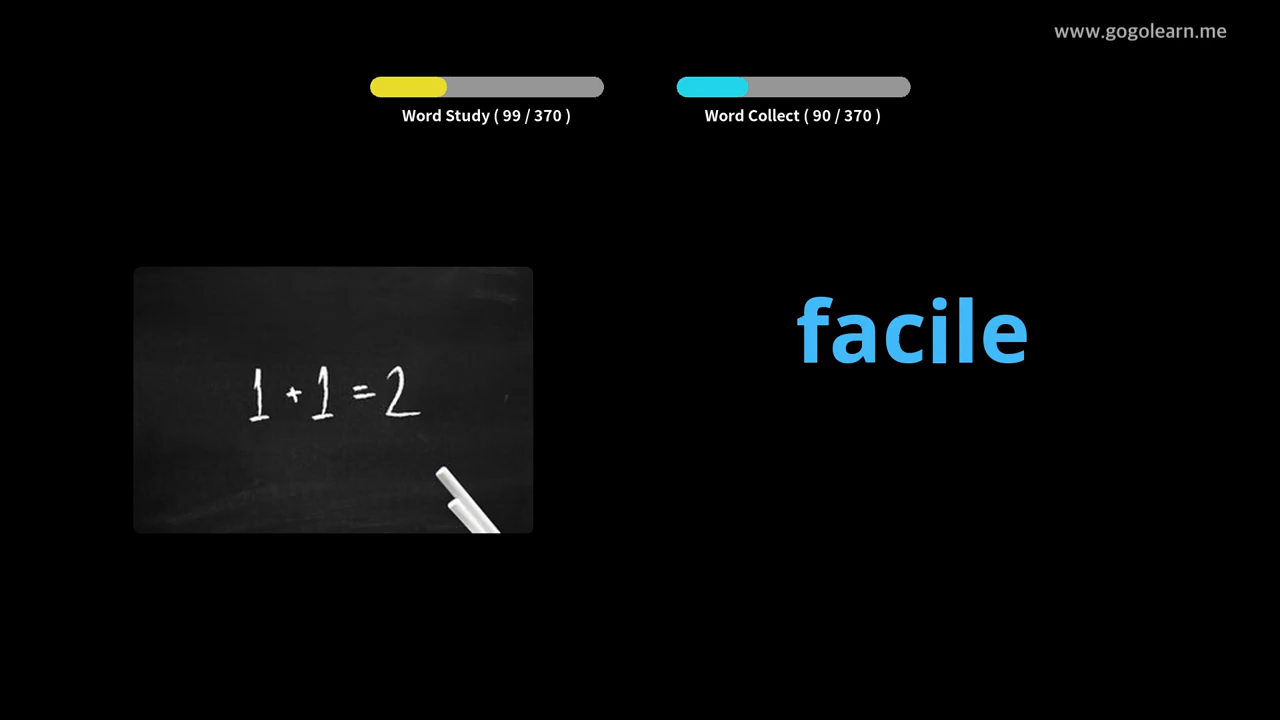 www.gogolearn.me
Word Study ( 99 / 370 )
Word Collect ( 90 / 370 )
facile
1 + 1 = 2